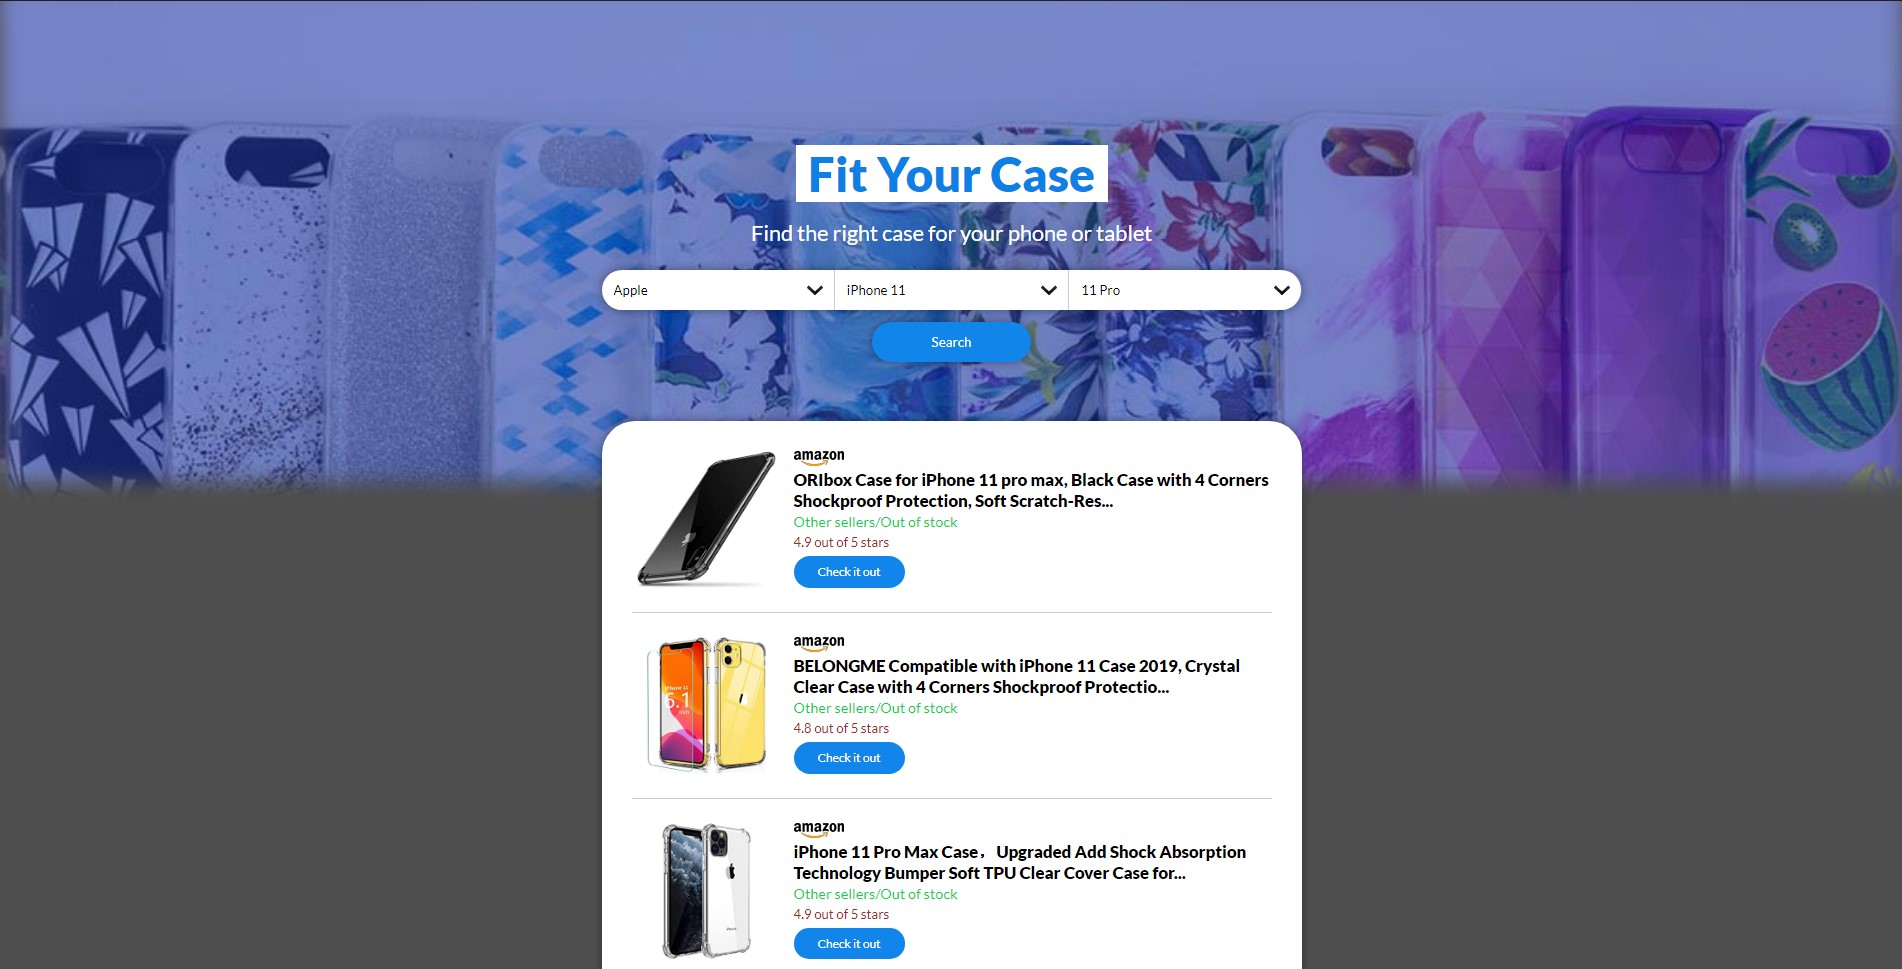 Fit Your Case
Find the right case for your phone or tablet
Apple
iPhone 11
11 Pro
Search
amazon
ORIbox Case for iPhone 11 pro max, Black Case with 4 Corners
Shockproof Protection, Soft Scratch-Res...
Other sellers/Out of stock
4.9 out of 5 stars
Check it out
iPhone 11
6.1
amazon
BELONGME Compatible with iPhone 11 Case 2019, Crystal
Clear Case with 4 Corners Shockproof Protectio...
Other sellers/Out of stock
4.8 out of 5 stars
Check it out
amazon
iPhone 11 Pro Max Case，Upgraded Add Shock Absorption
Technology Bumper Soft TPU Clear Cover Case for...
Other sellers/Out of stock
4.9 out of 5 stars
Check it out